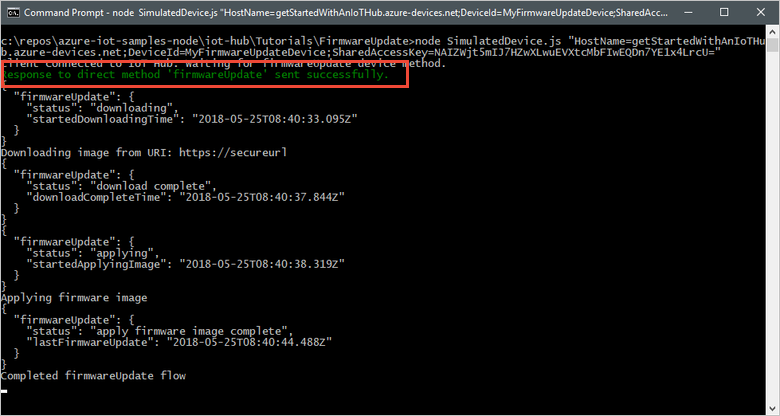 Command Prompt - node  SimulatedDevice.js "HostName=getStartedWithAnIoTHub.azure-devices.net;DeviceId=MyFirmwareUpdateDevice;SharedAcc...
c:\repos\azure-iot-samples-node\iot-hub\Tutorials\FirmwareUpdate>node SimulatedDevice.js "HostName=getStartedWithAnIoTHu
b.azure-devices.net;DeviceId=MyFirmwareUpdateDevice;SharedAccessKey=NAIZWjt5mIJ7HZwXLwuEVXtcMbFIwEQDn7YE1x4LrcU="
Client connected to IoT Hub. Waiting for firmwareUpdate device method.
Response to direct method 'firmwareUpdate' sent successfully.
{
  "firmwareUpdate": {
    "status": "downloading",
    "startedDownloadingTime": "2018-05-25T08:40:33.095Z"
  }
}
Downloading image from URI: https://secureurl
{
  "firmwareUpdate": {
    "status": "download complete",
    "downloadCompleteTime": "2018-05-25T08:40:37.844Z"
  }
}
{
  "firmwareUpdate": {
    "status": "applying",
    "startedApplyingImage": "2018-05-25T08:40:38.319Z"
  }
}
Applying firmware image
{
  "firmwareUpdate": {
    "status": "apply firmware image complete",
    "lastFirmwareUpdate": "2018-05-25T08:40:44.488Z"
  }
}
Completed firmwareUpdate flow